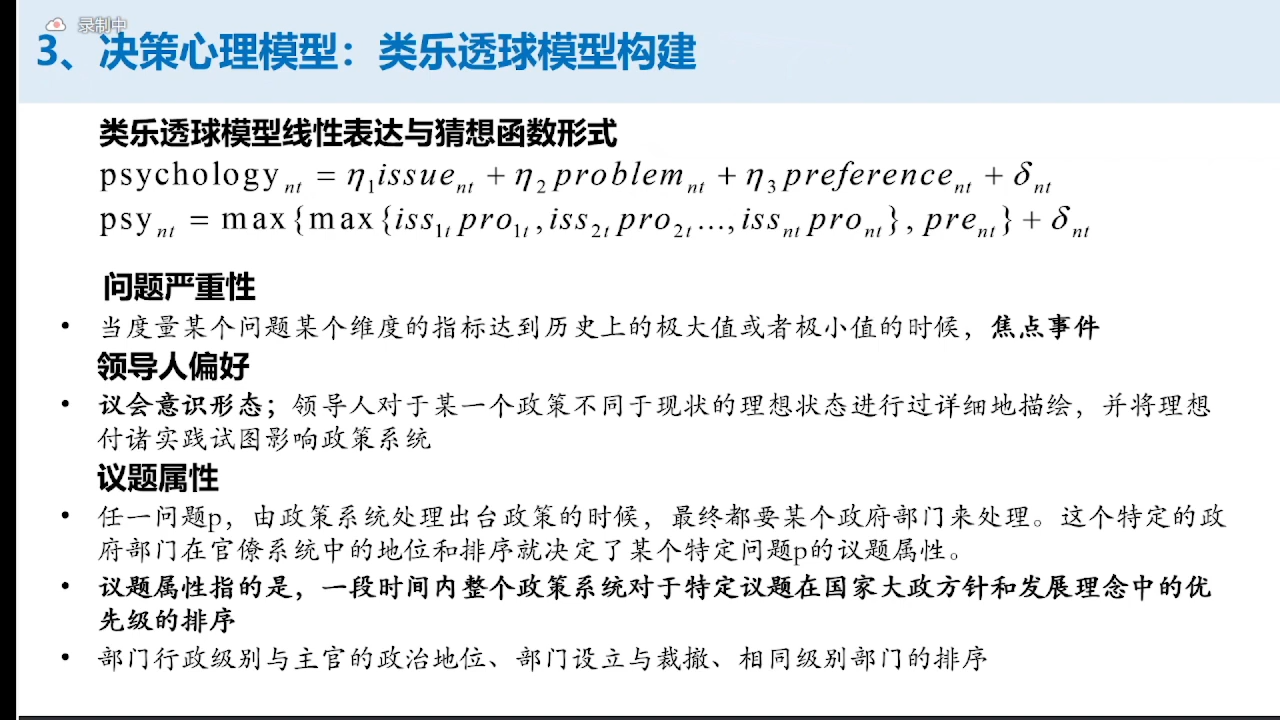 录制中
3、决策心理模型：类乐透球模型构建
类乐透球模型线性表达与猜想函数形式
psychology_nt = η_1 issue_nt + η_2 problem_nt + η_3 preference_nt + δ_nt
psy_nt = max{max{iss_1t pro_1t, iss_2t pro_2t ..., iss_nt pro_nt}, pre_nt} + δ_nt
问题严重性
• 当度量某个问题某个维度的指标达到历史上的极大值或者极小值的时候，焦点事件
领导人偏好
• 议会意识形态；领导人对于某一个政策不同于现状的理想状态进行过详细地描绘，并将理想
付诸实践试图影响政策系统
议题属性
• 任一问题p，由政策系统处理出台政策的时候，最终都要某个政府部门来处理。这个特定的政
府部门在官僚系统中的地位和排序就决定了某个特定问题p的议题属性。
• 议题属性指的是，一段时间内整个政策系统对于特定议题在国家大政方针和发展理念中的优
先级的排序
• 部门行政级别与主官的政治地位、部门设立与裁撤、相同级别部门的排序